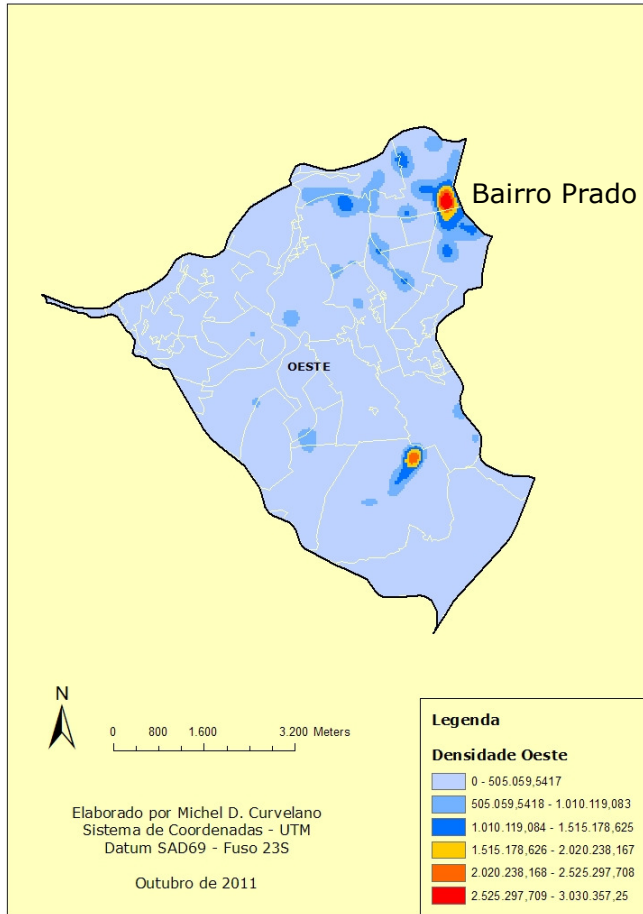 Bairro Prado
OESTE
N
0 800 1.600 3.200 Meters
Elaborado por Michel D. Curvelano
Sistema de Coordenadas - UTM
Datum SAD69 - Fuso 23S
Outubro de 2011
Legenda
Densidade Oeste
0 - 505.059,5417
505.059,5418 - 1.010.119,083
1.010.119,084 - 1.515.178,625
1.515.178,626 - 2.020.238,167
2.020.238,168 - 2.525.297,708
2.525.297,709 - 3.030.357,25